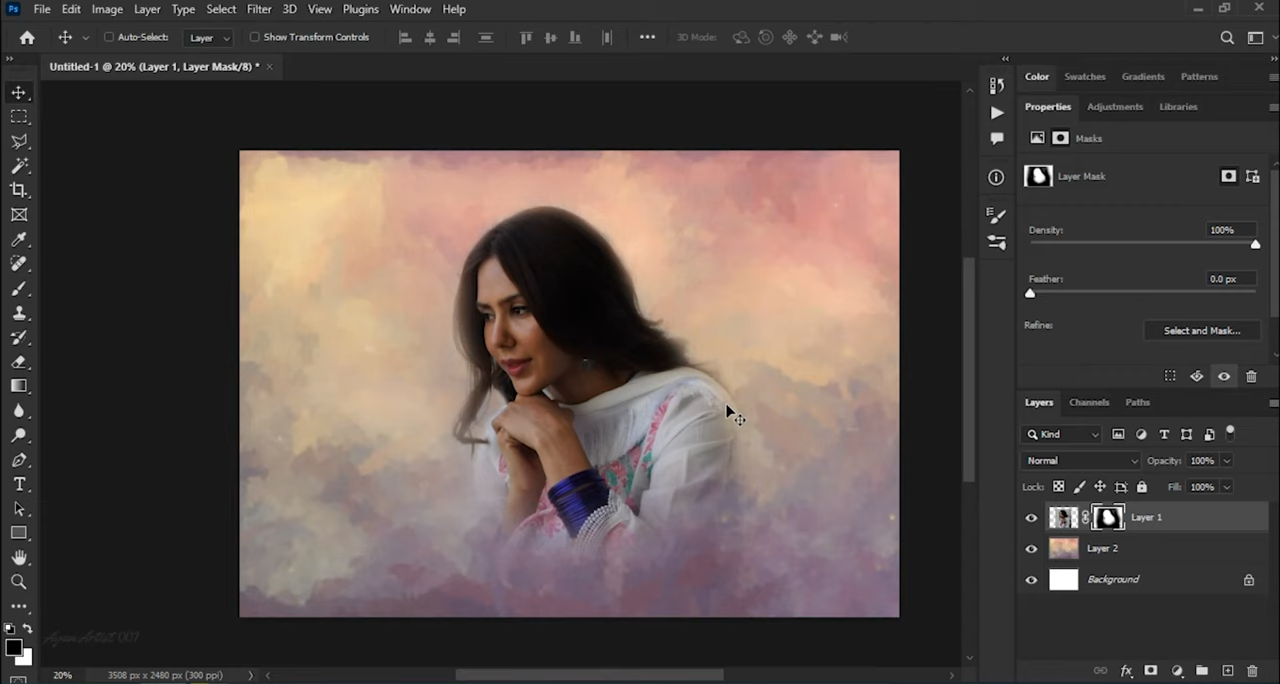 Ps File Edit Image Layer Type Select Filter 3D View Plugins Window Help
Auto-Select: Layer Show Transform Controls 3D Mode:
Untitled-1 @ 20% (Layer 1, Layer Mask/8) *
Color Swatches Gradients Patterns
Properties Adjustments Libraries
Masks
Layer Mask
Density: 100%
Feather: 0.0 px
Refine: Select and Mask...
Layers Channels Paths
Kind
Normal Opacity: 100%
Lock: Fill: 100%
Layer 1
Layer 2
Background
20% 3508 px x 2480 px (300 ppi)